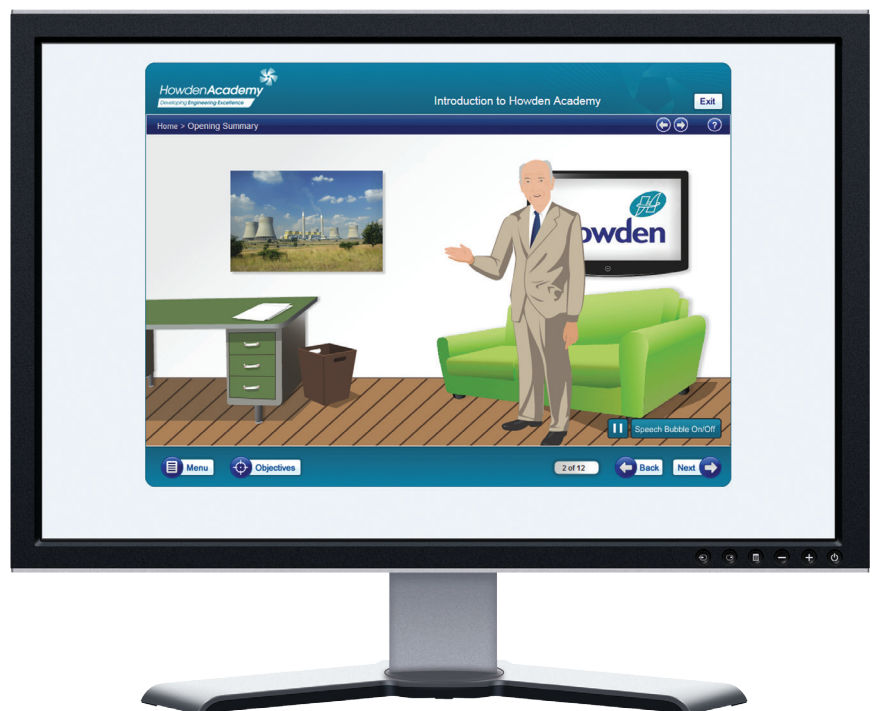 HowdenAcademy
Developing Engineering Excellence
Introduction to Howden Academy
Exit
Home > Opening Summary
?
owden
Speech Bubble On/Off
Menu
Objectives
2 of 12
Back
Next